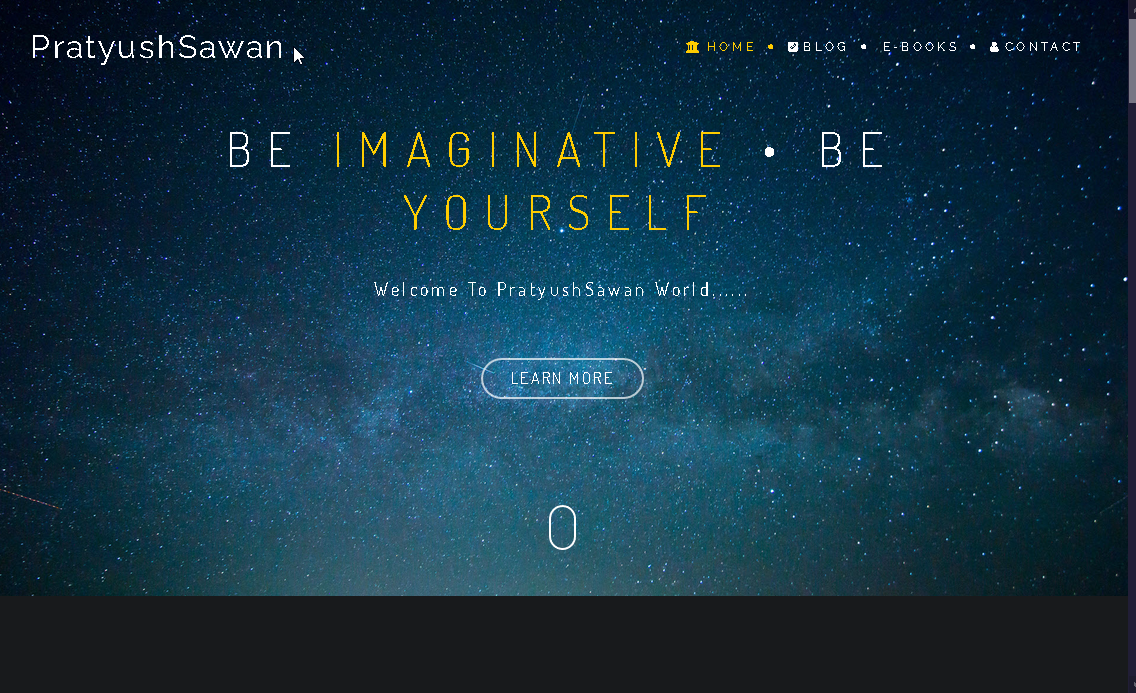 PratyushSawan
HOME • BLOG • E-BOOKS • CONTACT
BE IMAGINATIVE • BE
YOURSELF
Welcome To PratyushSawan World......
LEARN MORE